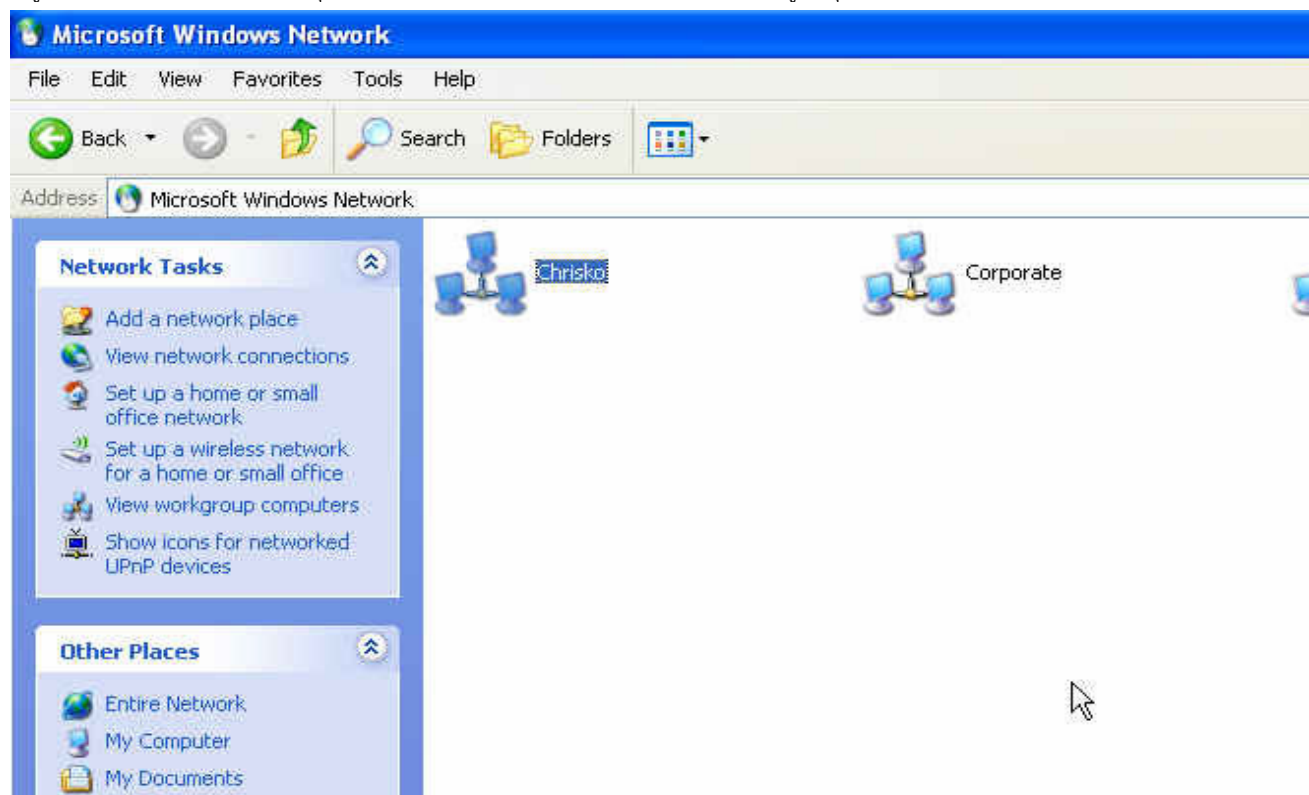 Microsoft Windows Network
File Edit View Favorites Tools Help
Back Search Folders
Address Microsoft Windows Network
Network Tasks
Add a network place
View network connections
Set up a home or small
office network
Set up a wireless network
for a home or small office
View workgroup computers
Show icons for networked
UPnP devices
Other Places
Entire Network
My Computer
My Documents
Chrisko
Corporate